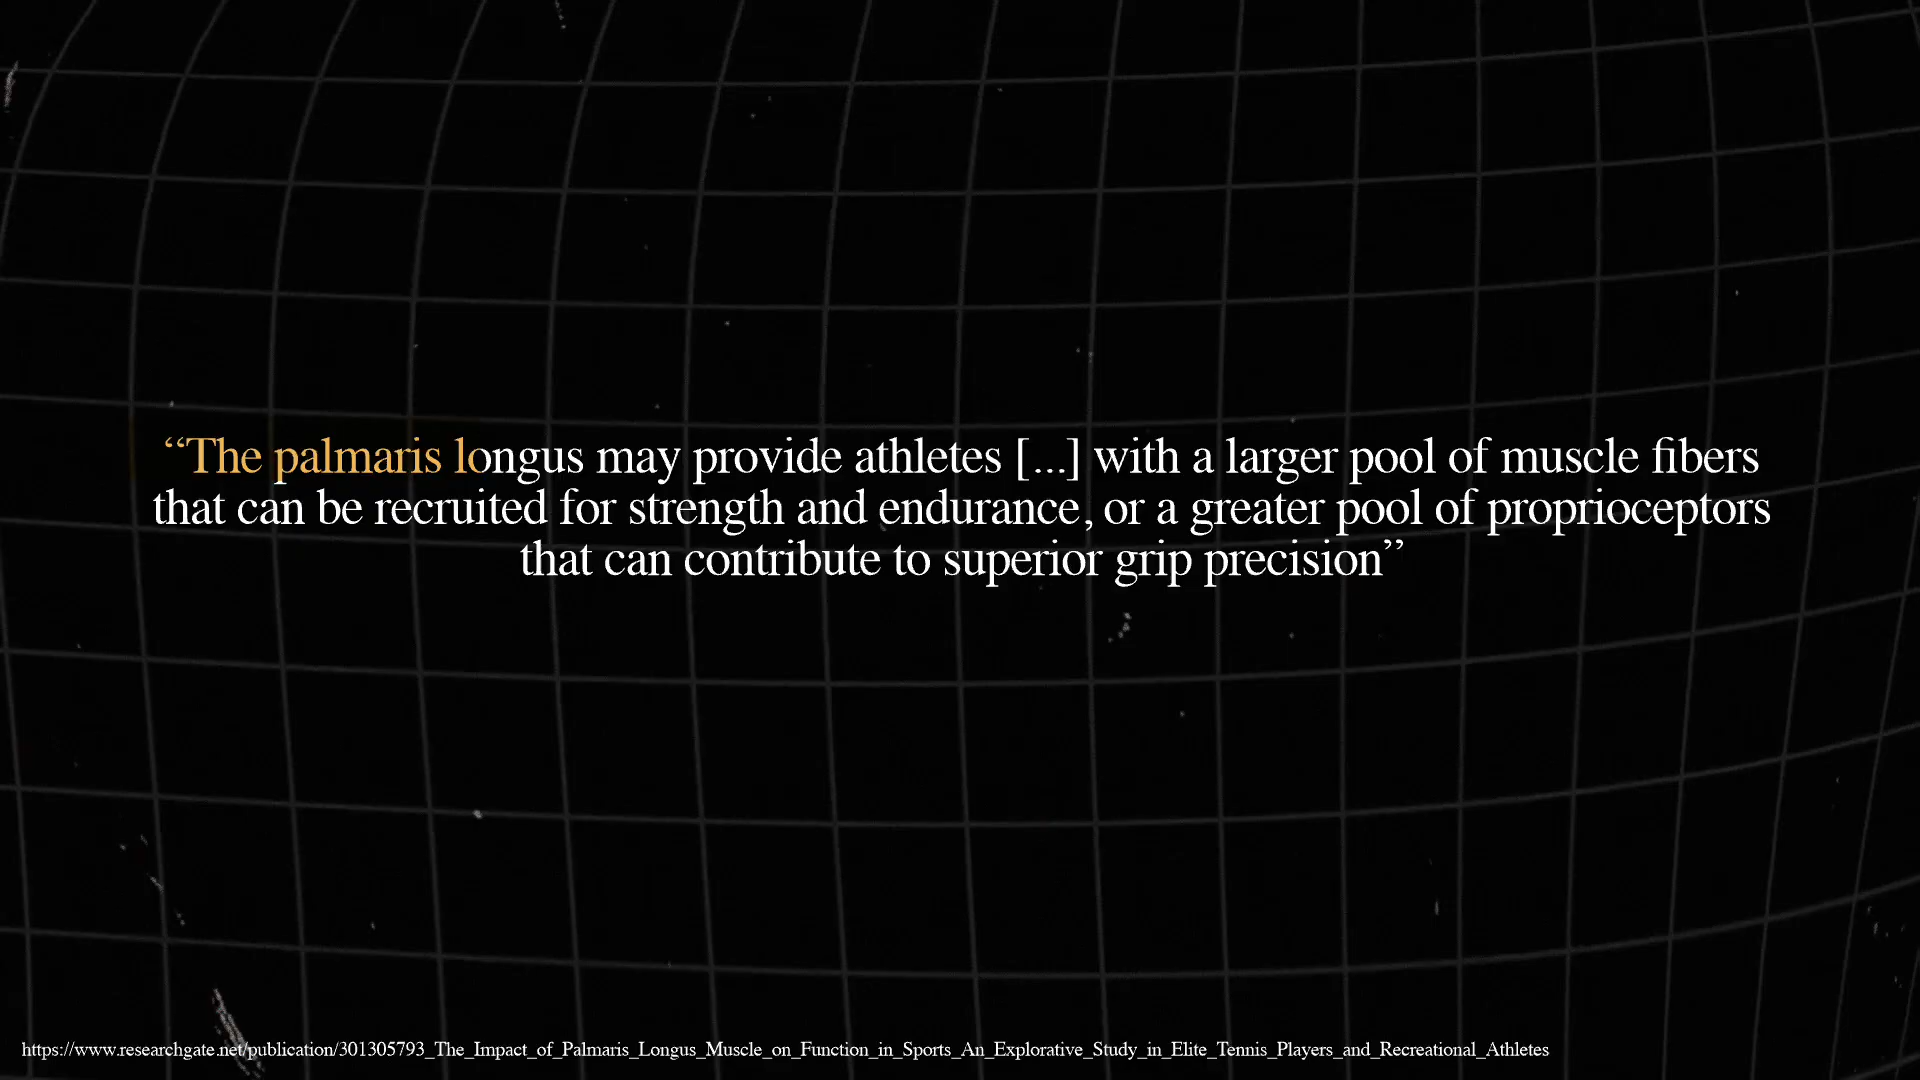 “The palmaris longus may provide athletes [...] with a larger pool of muscle fibers
that can be recruited for strength and endurance, or a greater pool of proprioceptors
that can contribute to superior grip precision”
https://www.researchgate.net/publication/301305793_The_Impact_of_Palmaris_Longus_Muscle_on_Function_in_Sports_An_Explorative_Study_in_Elite_Tennis_Players_and_Recreational_Athletes